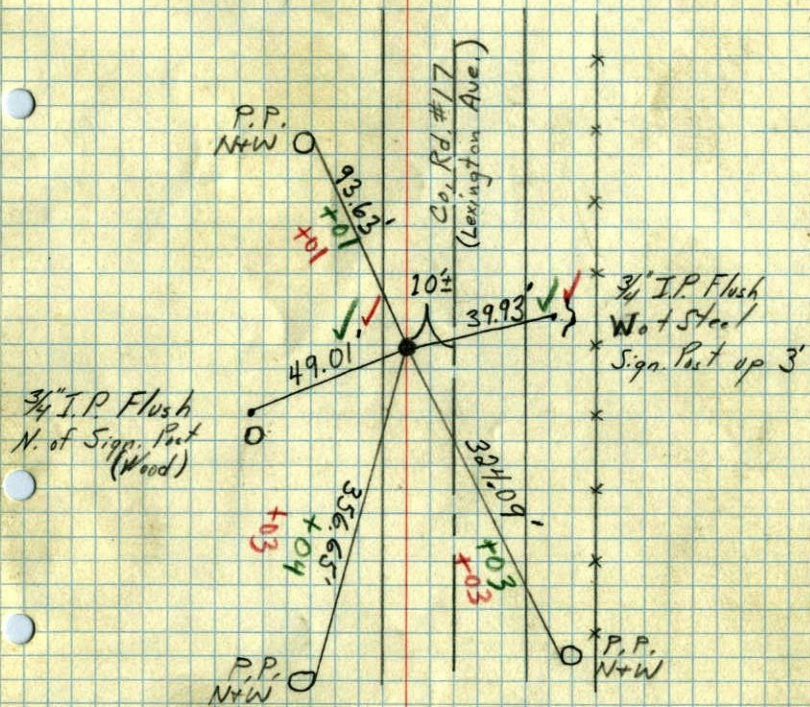 P.P.
N+W
93.63'
+01
+01
Co. Rd. #17
(Lexington Ave.)
10'±
39.93'
3/4" I.P. Flush
W of Steel
Sign. Post up 3'
49.01'
3/4" I.P. Flush
N. of Sign. Post
(Wood)
356.65'
+04
+03
324.09'
+03
+03
P.P.
N+W
P.P.
N+W